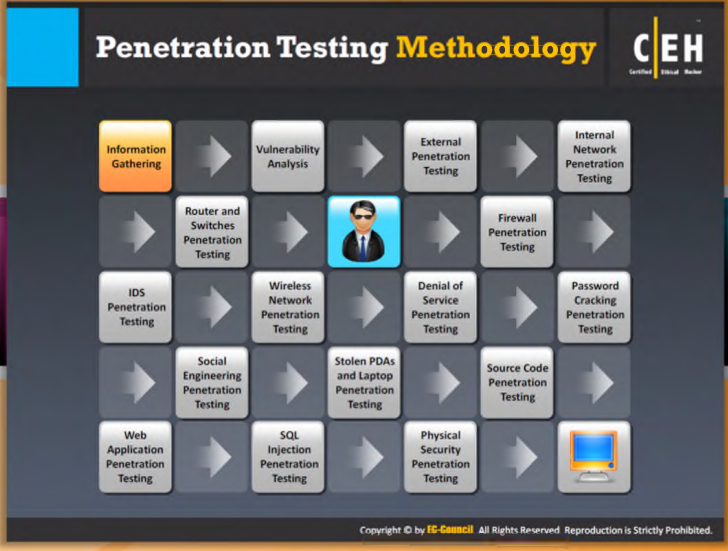 Penetration Testing Methodology
CEH
Certified Ethical Hacker
Information
Gathering
Vulnerability
Analysis
External
Penetration
Testing
Internal
Network
Penetration
Testing
Router and
Switches
Penetration
Testing
Firewall
Penetration
Testing
IDS
Penetration
Testing
Wireless
Network
Penetration
Testing
Denial of
Service
Penetration
Testing
Password
Cracking
Penetration
Testing
Social
Engineering
Penetration
Testing
Stolen PDAs
and Laptop
Penetration
Testing
Source Code
Penetration
Testing
Web
Application
Penetration
Testing
SQL
Injection
Penetration
Testing
Physical
Security
Penetration
Testing
Copyright © by EC-Council All Rights Reserved. Reproduction is Strictly Prohibited.